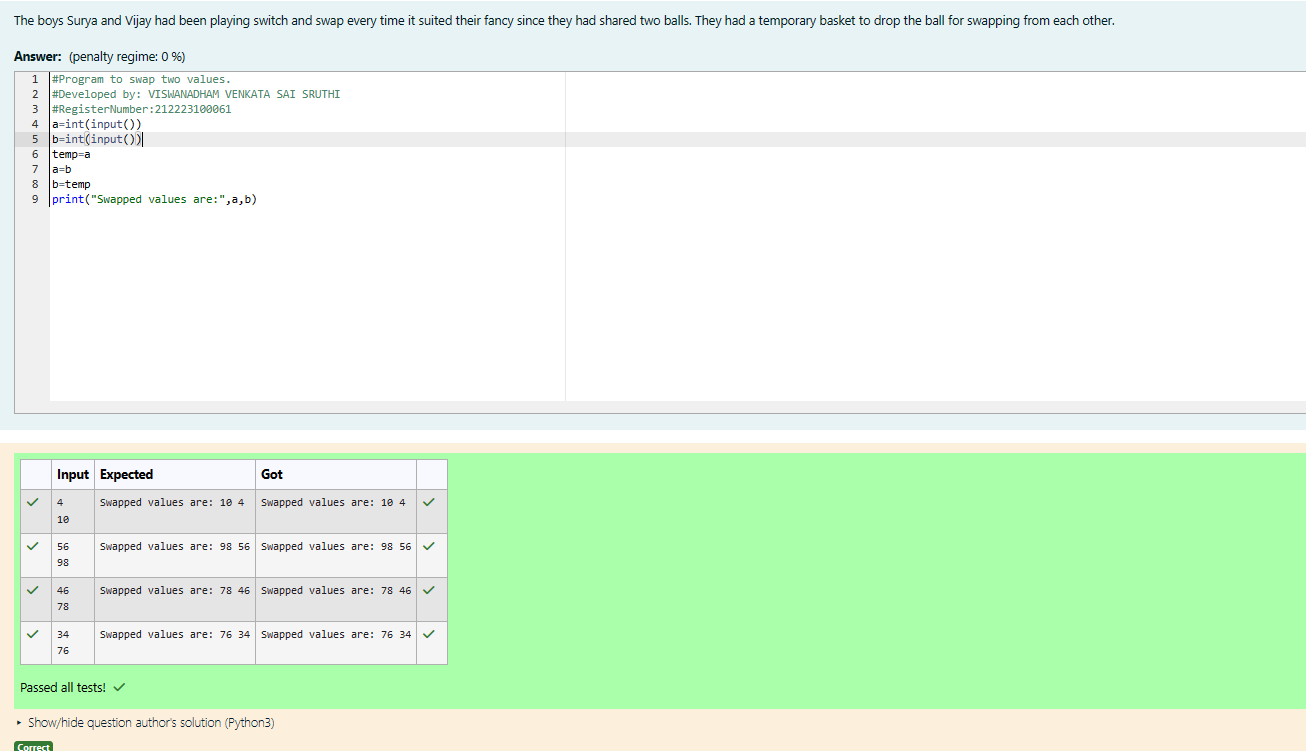 The boys Surya and Vijay had been playing switch and swap every time it suited their fancy since they had shared two balls. They had a temporary basket to drop the ball for swapping from each other.
Answer: (penalty regime: 0 %)
1 #Program to swap two values.
2 #Developed by: VISWANADHAM VENKATA SAI SRUTHI
3 #RegisterNumber:212223100061
4 a=int(input())
5 b=int(input())
6 temp=a
7 a=b
8 b=temp
9 print("Swapped values are:",a,b)
Input Expected Got
4 Swapped values are: 10 4 Swapped values are: 10 4
10
56 Swapped values are: 98 56 Swapped values are: 98 56
98
46 Swapped values are: 78 46 Swapped values are: 78 46
78
34 Swapped values are: 76 34 Swapped values are: 76 34
76
Passed all tests!
Show/hide question author's solution (Python3)
Correct